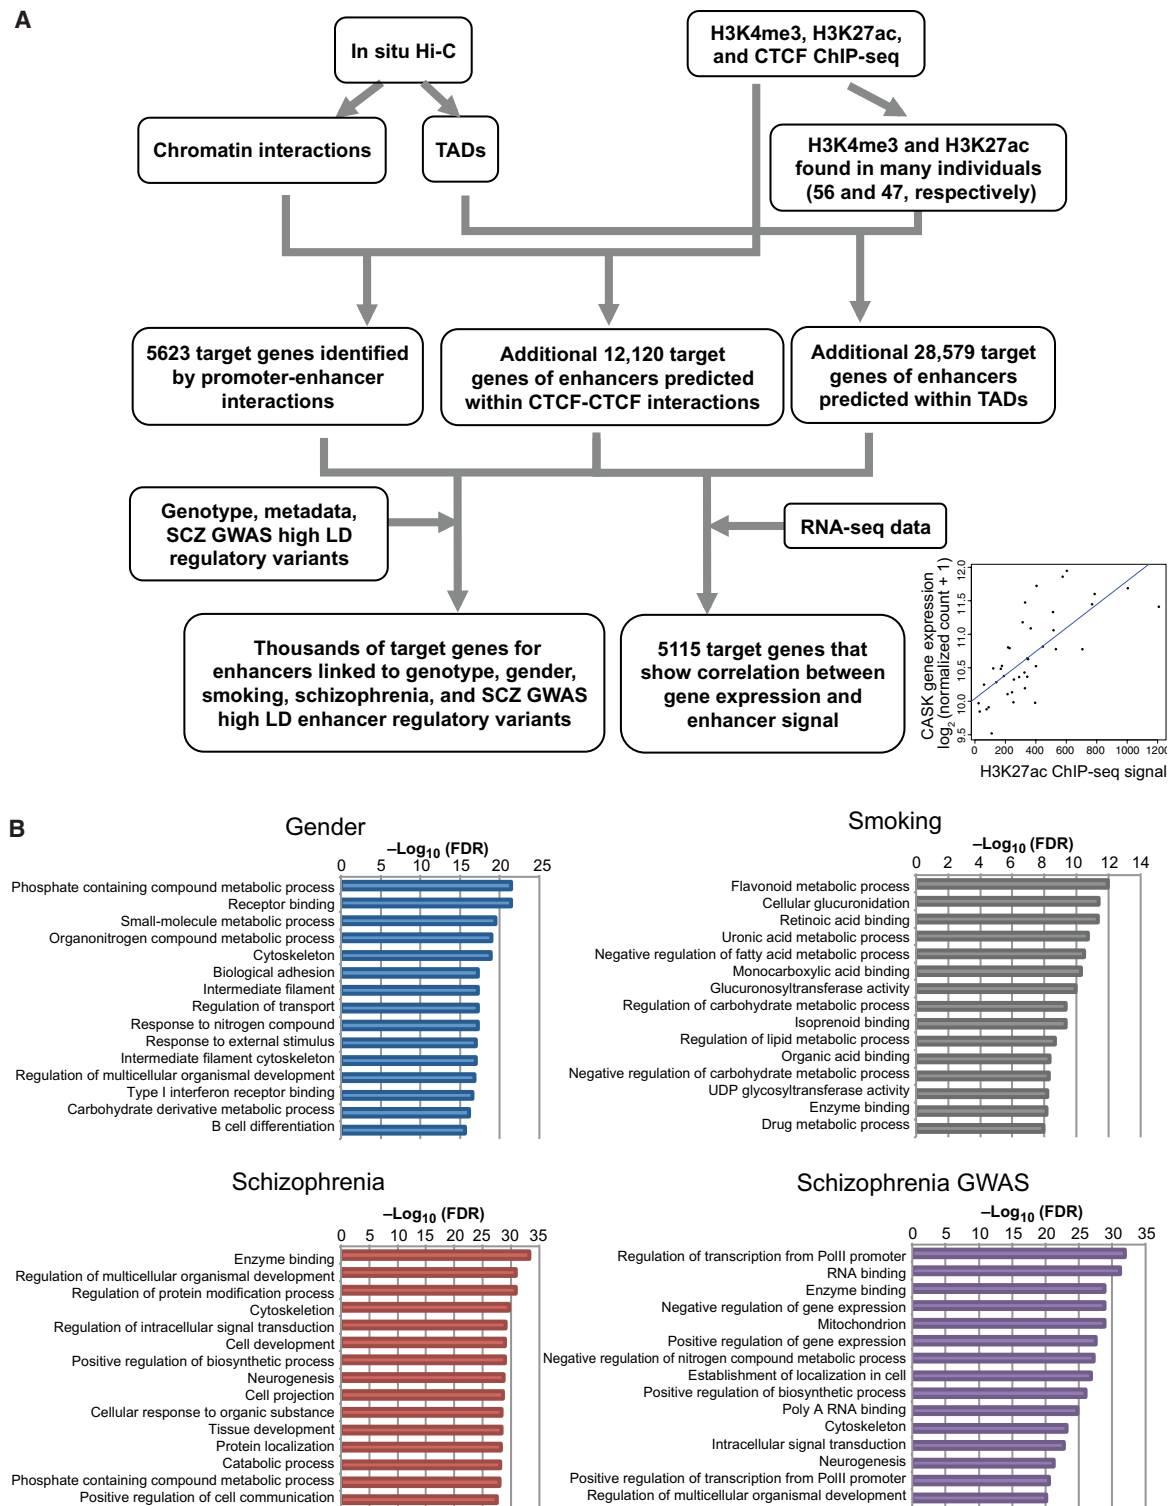 A
In situ Hi-C
H3K4me3, H3K27ac,
and CTCF ChIP-seq
Chromatin interactions
TADs
H3K4me3 and H3K27ac
found in many individuals
(56 and 47, respectively)
5623 target genes identified
by promoter-enhancer
interactions
Additional 12,120 target
genes of enhancers predicted
within CTCF-CTCF interactions
Additional 28,579 target
genes of enhancers
predicted within TADs
Genotype, metadata,
SCZ GWAS high LD
regulatory variants
RNA-seq data
Thousands of target genes for
enhancers linked to genotype, gender,
smoking, schizophrenia, and SCZ GWAS
high LD enhancer regulatory variants
5115 target genes that
show correlation between
gene expression and
enhancer signal
CASK gene expression
log2 (normalized count + 1)
9.5 10.0 10.5 11.0 11.5 12.0
0 200 400 600 800 1000 1200
H3K27ac ChIP-seq signal
B
Gender
–Log10 (FDR)
0 5 10 15 20 25
Phosphate containing compound metabolic process
Receptor binding
Small-molecule metabolic process
Organonitrogen compound metabolic process
Cytoskeleton
Biological adhesion
Intermediate filament
Regulation of transport
Response to nitrogen compound
Response to external stimulus
Intermediate filament cytoskeleton
Regulation of multicellular organismal development
Type I interferon receptor binding
Carbohydrate derivative metabolic process
B cell differentiation
Smoking
–Log10 (FDR)
0 2 4 6 8 10 12 14
Flavonoid metabolic process
Cellular glucuronidation
Retinoic acid binding
Uronic acid metabolic process
Negative regulation of fatty acid metabolic process
Monocarboxylic acid binding
Glucuronosyltransferase activity
Regulation of carbohydrate metabolic process
Isoprenoid binding
Regulation of lipid metabolic process
Organic acid binding
Negative regulation of carbohydrate metabolic process
UDP glycosyltransferase activity
Enzyme binding
Drug metabolic process
Schizophrenia
–Log10 (FDR)
0 5 10 15 20 25 30 35
Enzyme binding
Regulation of multicellular organismal development
Regulation of protein modification process
Cytoskeleton
Regulation of intracellular signal transduction
Cell development
Positive regulation of biosynthetic process
Neurogenesis
Cell projection
Cellular response to organic substance
Tissue development
Protein localization
Catabolic process
Phosphate containing compound metabolic process
Positive regulation of cell communication
Schizophrenia GWAS
–Log10 (FDR)
0 5 10 15 20 25 30 35
Regulation of transcription from PolII promoter
RNA binding
Enzyme binding
Negative regulation of gene expression
Mitochondrion
Positive regulation of gene expression
Negative regulation of nitrogen compound metabolic process
Establishment of localization in cell
Positive regulation of biosynthetic process
Poly A RNA binding
Cytoskeleton
Intracellular signal transduction
Neurogenesis
Positive regulation of transcription from PolII promoter
Regulation of multicellular organismal development